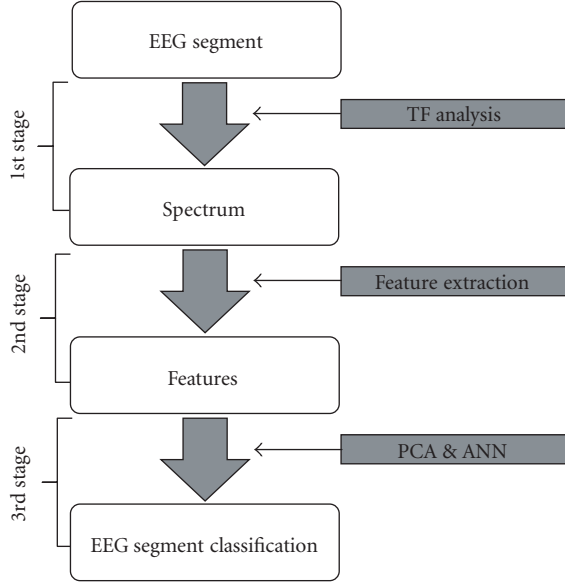 EEG segment
1st stage
TF analysis
Spectrum
2nd stage
Feature extraction
Features
3rd stage
PCA & ANN
EEG segment classification